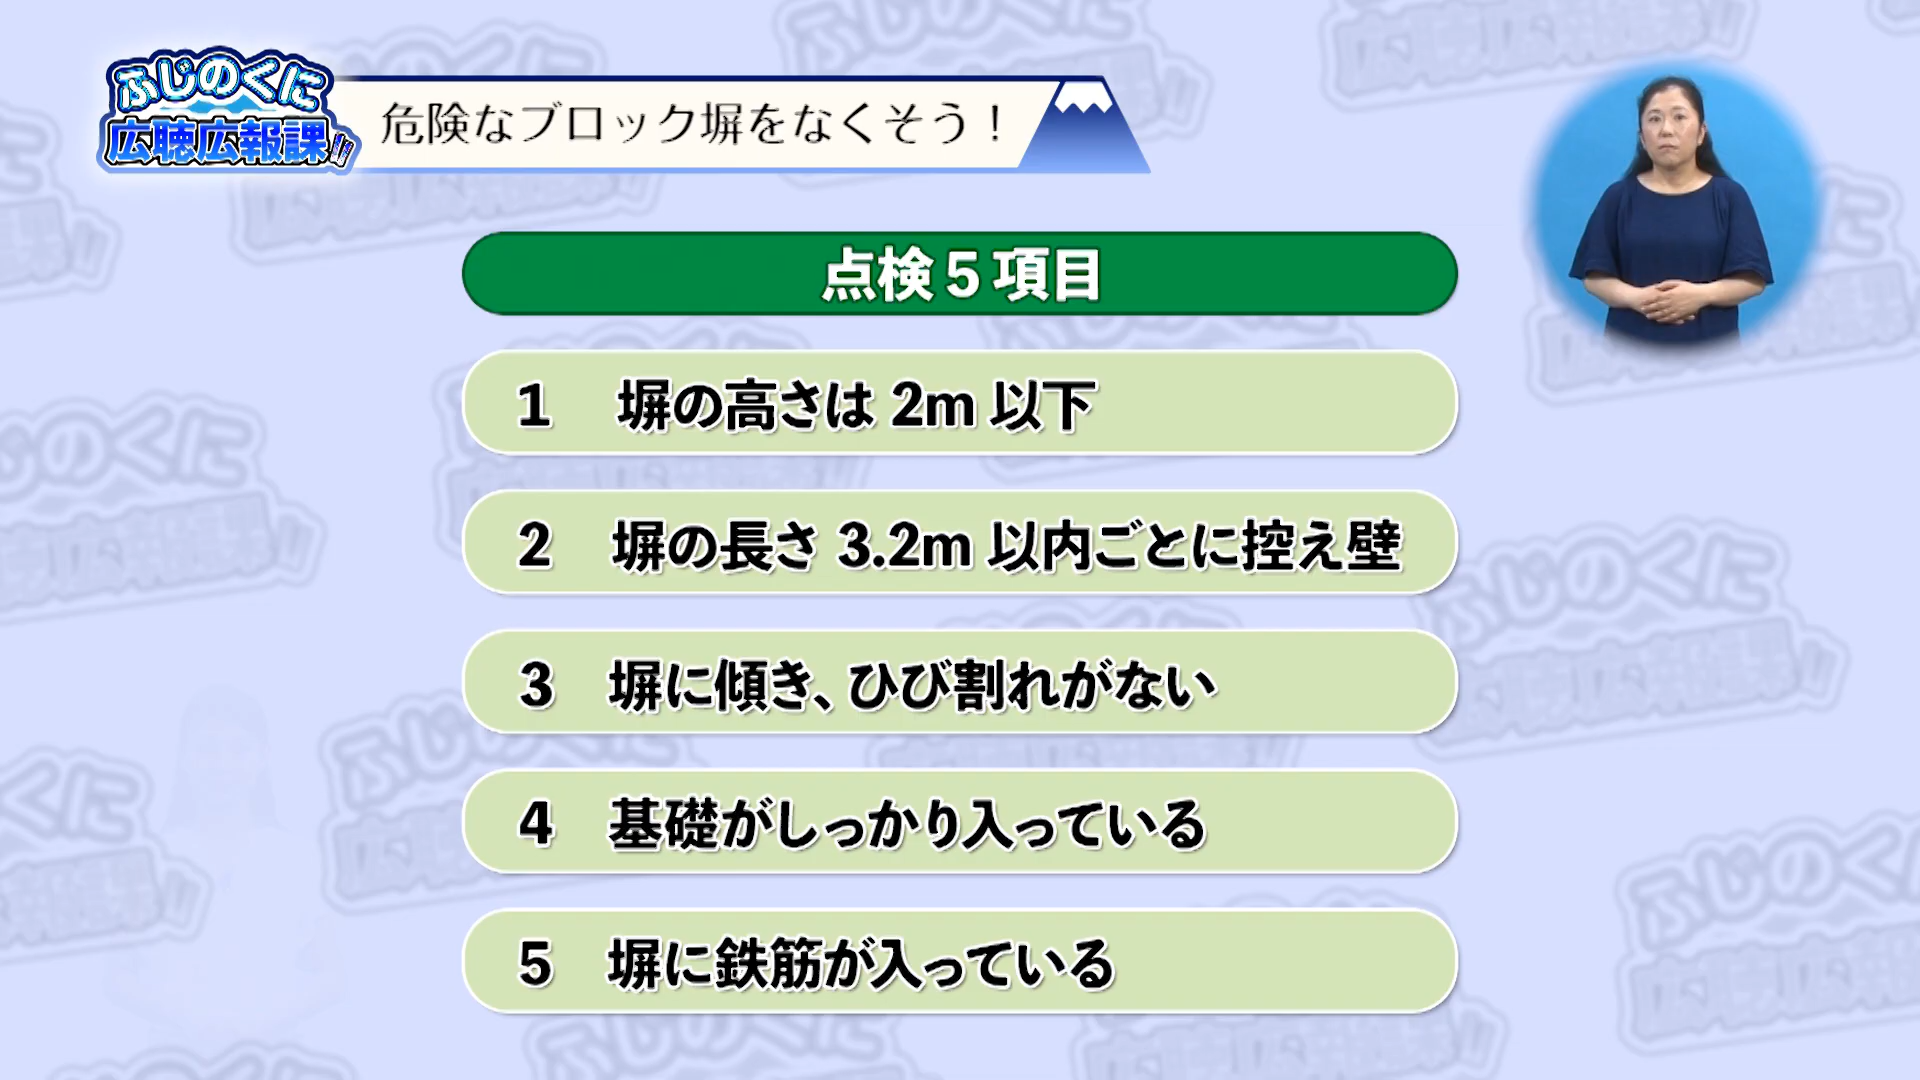 ふじのくに
広聴広報課!!
危険なブロック塀をなくそう！
点検5項目
1 塀の高さは 2m 以下
2 塀の長さ 3.2m 以内ごとに控え壁
3 塀に傾き、ひび割れがない
4 基礎がしっかり入っている
5 塀に鉄筋が入っている